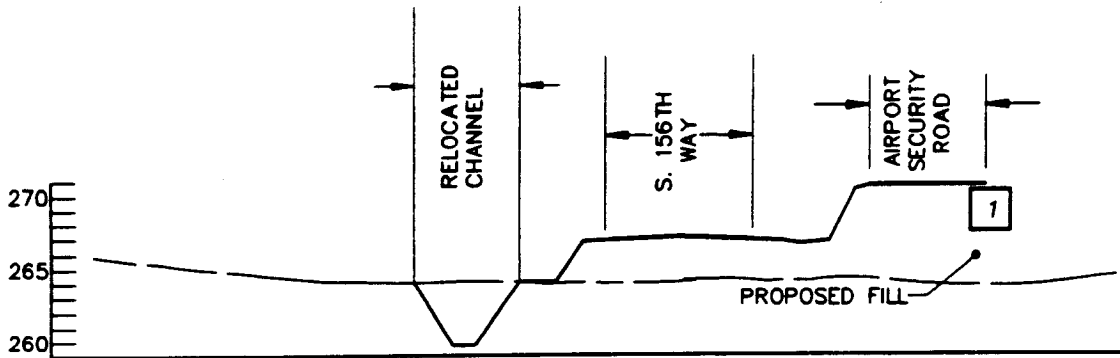 RELOCATED
CHANNEL
S. 156TH
WAY
AIRPORT
SECURITY
ROAD
270
1
265
PROPOSED FILL
260